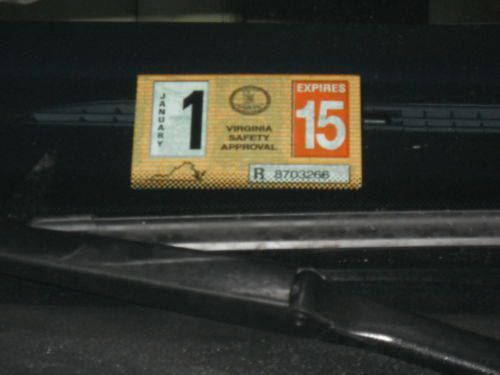 JANUARY
1
EXPIRES
15
VIRGINIA
SAFETY
APPROVAL
R 8703266